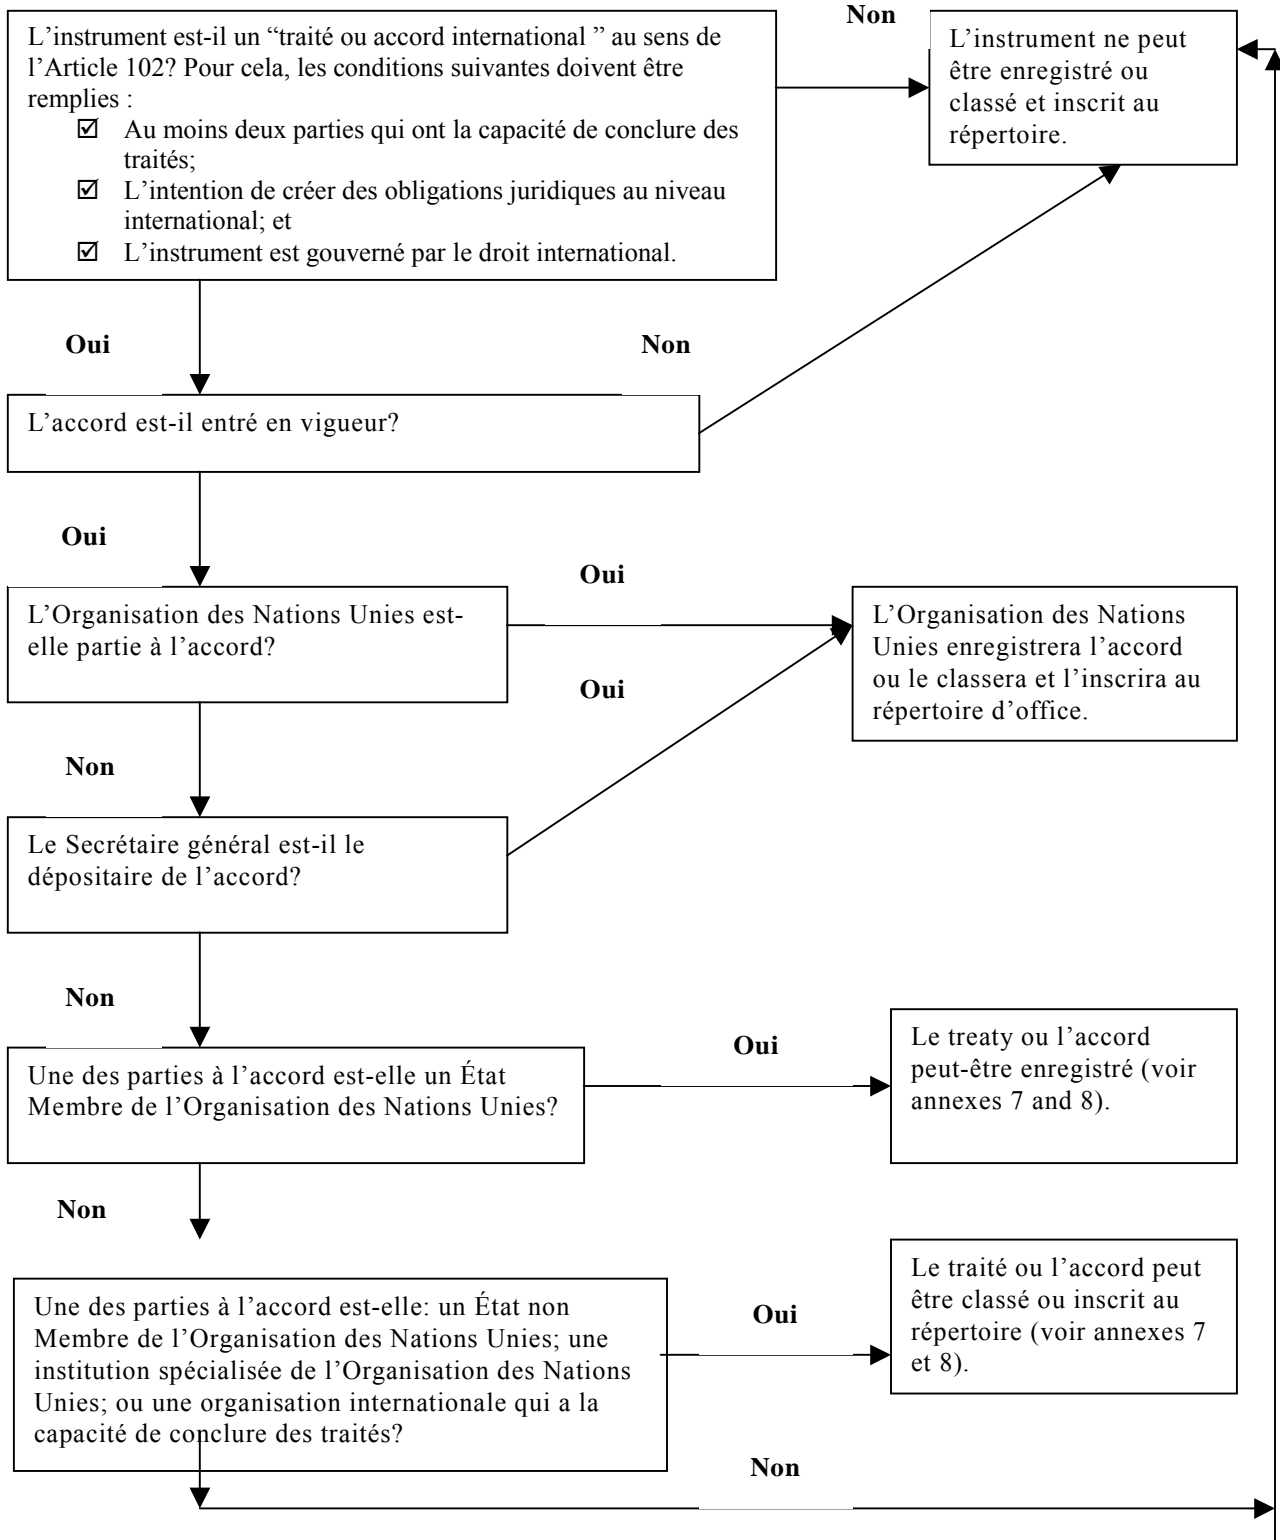 Non
L’instrument est-il un “traité ou accord international ” au sens de
l’Article 102? Pour cela, les conditions suivantes doivent être
remplies :
☑ Au moins deux parties qui ont la capacité de conclure des
traités;
☑ L’intention de créer des obligations juridiques au niveau
international; et
☑ L’instrument est gouverné par le droit international.
L’instrument ne peut
être enregistré ou
classé et inscrit au
répertoire.
Oui
Non
L’accord est-il entré en vigueur?
Oui
Oui
L’Organisation des Nations Unies est-
elle partie à l’accord?
Oui
L’Organisation des Nations
Unies enregistrera l’accord
ou le classera et l’inscrira au
répertoire d’office.
Non
Le Secrétaire général est-il le
dépositaire de l’accord?
Non
Oui
Une des parties à l’accord est-elle un État
Membre de l’Organisation des Nations Unies?
Le treaty ou l’accord
peut-être enregistré (voir
annexes 7 and 8).
Non
Une des parties à l’accord est-elle: un État non
Membre de l’Organisation des Nations Unies; une
institution spécialisée de l’Organisation des Nations
Unies; ou une organisation internationale qui a la
capacité de conclure des traités?
Oui
Le traité ou l’accord peut
être classé ou inscrit au
répertoire (voir annexes 7
et 8).
Non